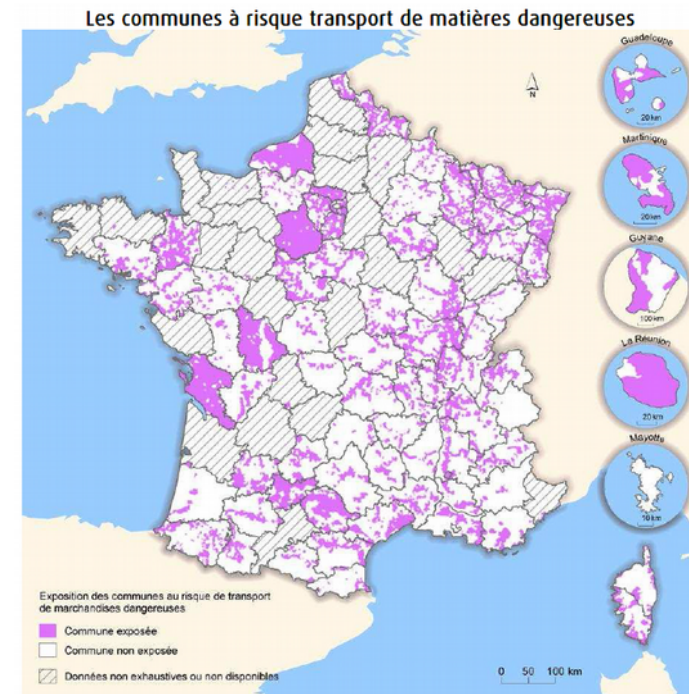 Les communes à risque transport de matières dangereuses
N
Guadeloupe
20 km
Martinique
20 km
Guyane
100 km
La Réunion
20 km
Mayotte
10 km
Exposition des communes au risque de transport
de marchandises dangereuses
Commune exposée
Commune non exposée
Données non exhaustives ou non disponibles
0 50 100 km